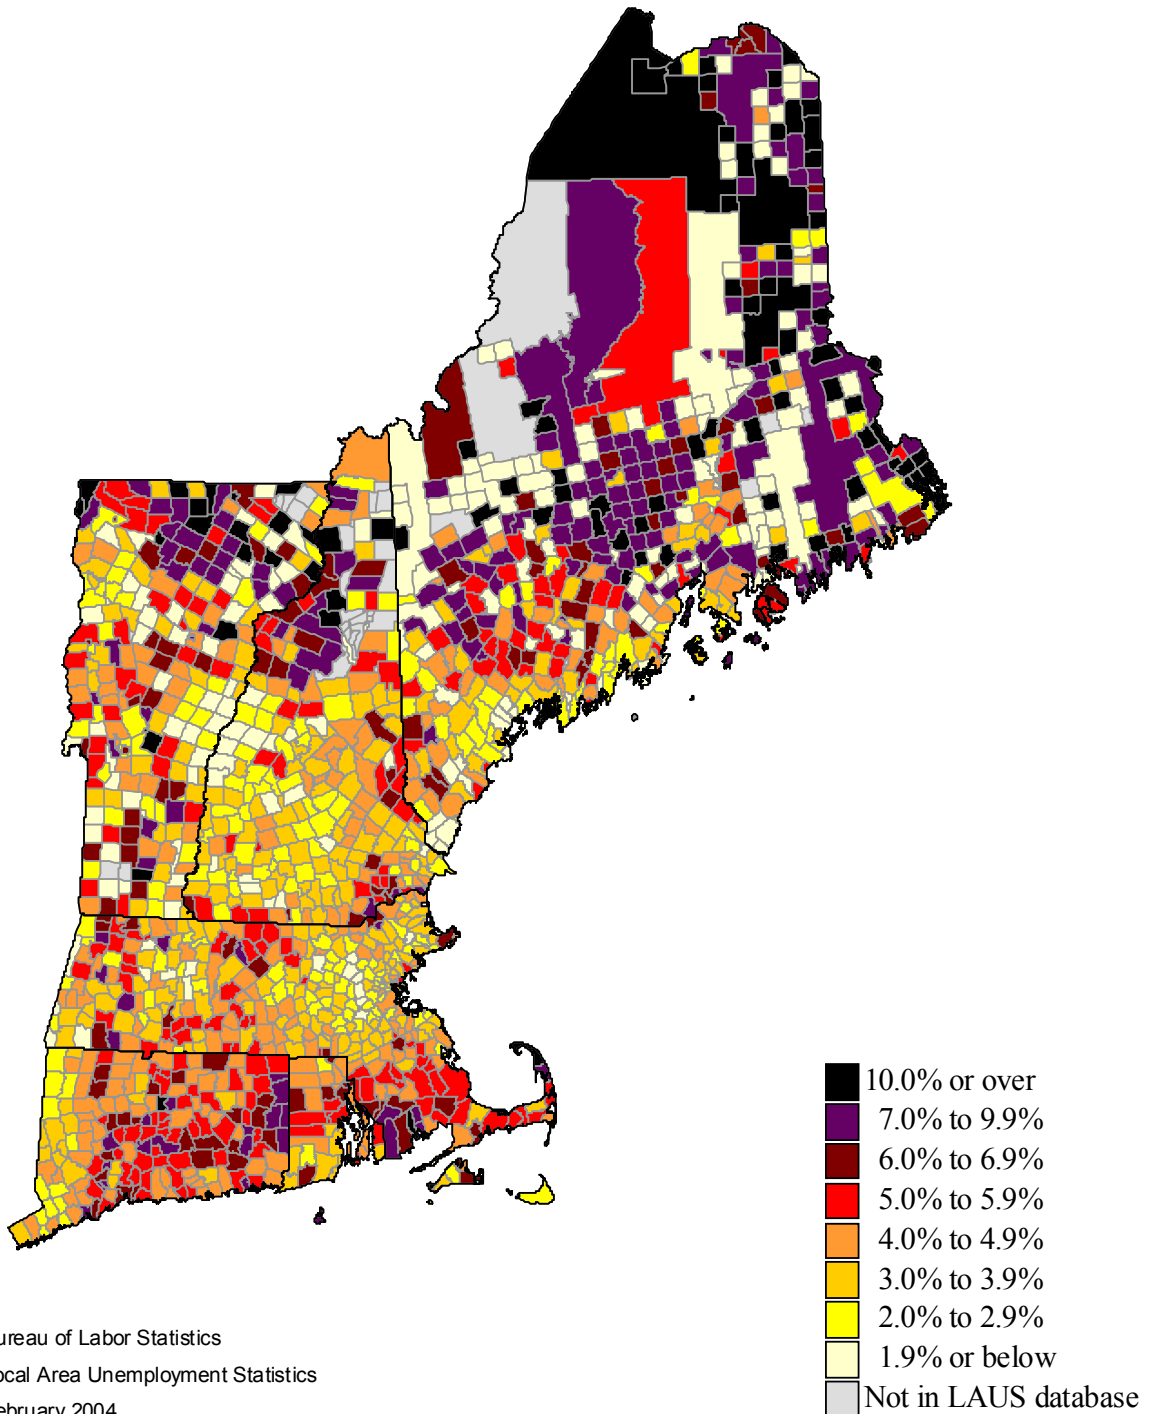 10.0% or over
7.0% to 9.9%
6.0% to 6.9%
5.0% to 5.9%
4.0% to 4.9%
3.0% to 3.9%
2.0% to 2.9%
1.9% or below
Not in LAUS database
ureau of Labor Statistics
ocal Area Unemployment Statistics
ebruary 2004